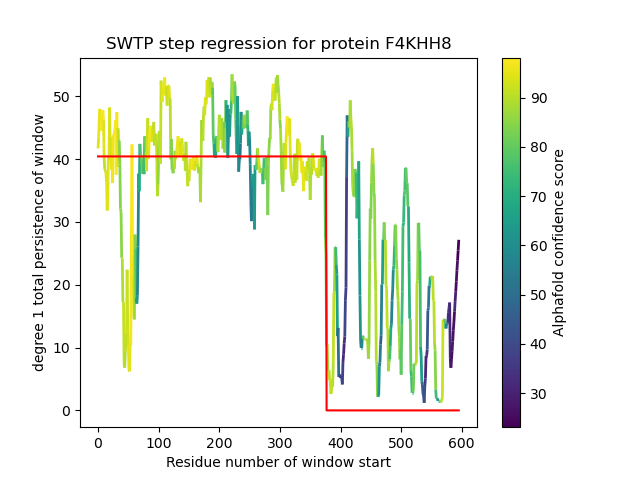 SWTP step regression for protein F4KHH8
degree 1 total persistence of window
50
40
30
20
10
0
0 100 200 300 400 500 600
Residue number of window start
90
80
70
60
50
40
30
Alphafold confidence score